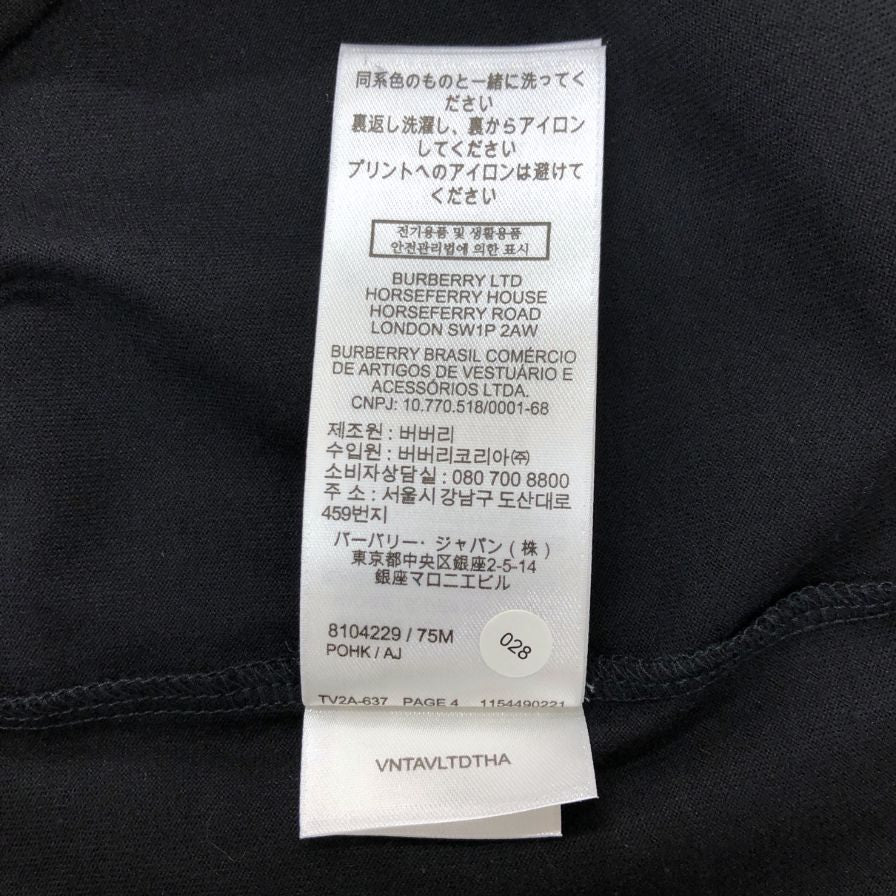 同系色のものと一緒に洗ってく
ださい
裏返し洗濯し、裏からアイロン
してください
プリントへのアイロンは避けて
ください
전기용품 및 생활용품
안전관리법에 의한 표시
BURBERRY LTD
HORSEFERRY HOUSE
HORSEFERRY ROAD
LONDON SW1P 2AW
BURBERRY BRASIL COMÉRCIO
DE ARTIGOS DE VESTUÁRIO E
ACESSÓRIOS LTDA.
CNPJ: 10.770.518/0001-68
제조원 : 버버리
수입원 : 버버리코리아㈜
소비자상담실 : 080 700 8800
주 소 : 서울시 강남구 도산대로
459번지
バーバリー・ジャパン ( 株 )
東京都中央区銀座2-5-14
銀座マロニエビル
8104229 / 75M
POHK / AJ
028
TV2A-637 PAGE 4 1154490221
VNTAVLTDTHA